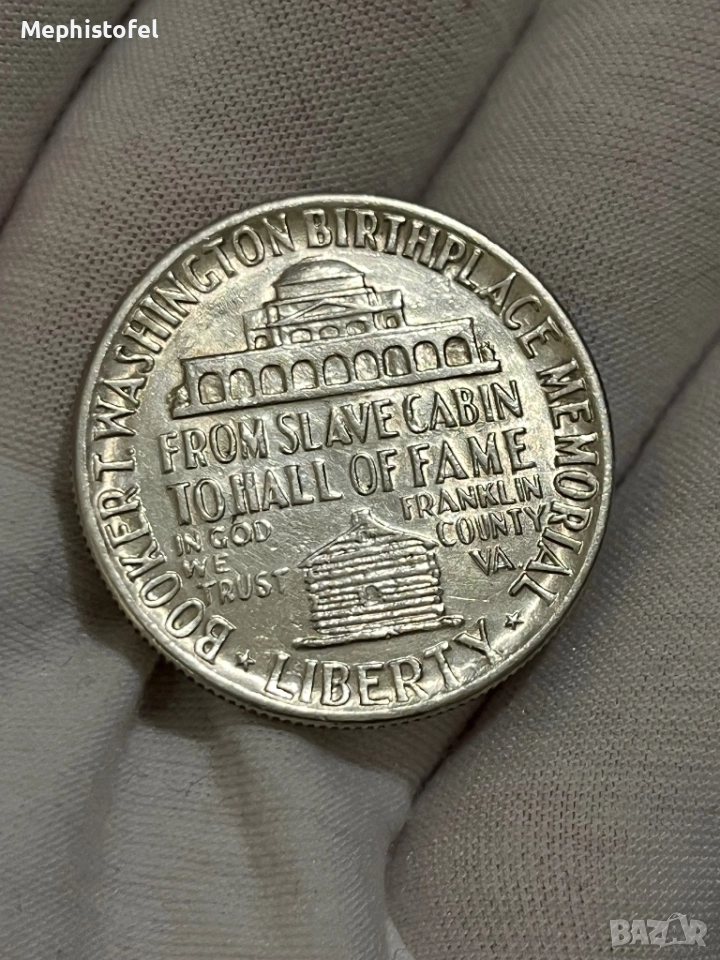 Mephistofel
BOOKER T. WASHINGTON BIRTHPLACE MEMORIAL
FROM SLAVE CABIN
TO HALL OF FAME
IN GOD
WE
TRUST
FRANKLIN
COUNTY
VA.
★ LIBERTY ★
BAZAR